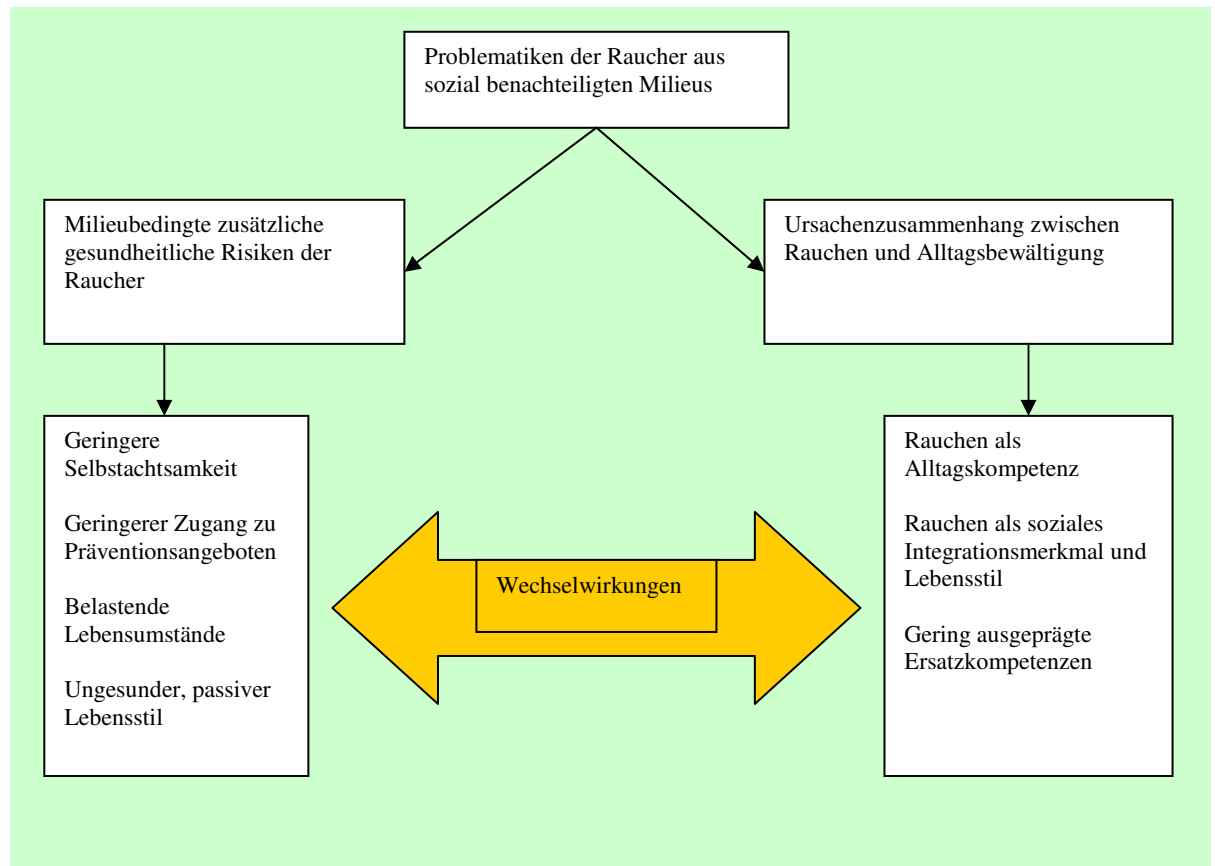 Problematiken der Raucher aus
sozial benachteiligten Milieus
Milieubedingte zusätzliche
gesundheitliche Risiken der
Raucher
Ursachenzusammenhang zwischen
Rauchen und Alltagsbewältigung
Geringere
Selbstachtsamkeit
Geringerer Zugang zu
Präventionsangeboten
Belastende
Lebensumstände
Ungesunder, passiver
Lebensstil
Wechselwirkungen
Rauchen als
Alltagskompetenz
Rauchen als soziales
Integrationsmerkmal und
Lebensstil
Gering ausgeprägte
Ersatzkompetenzen